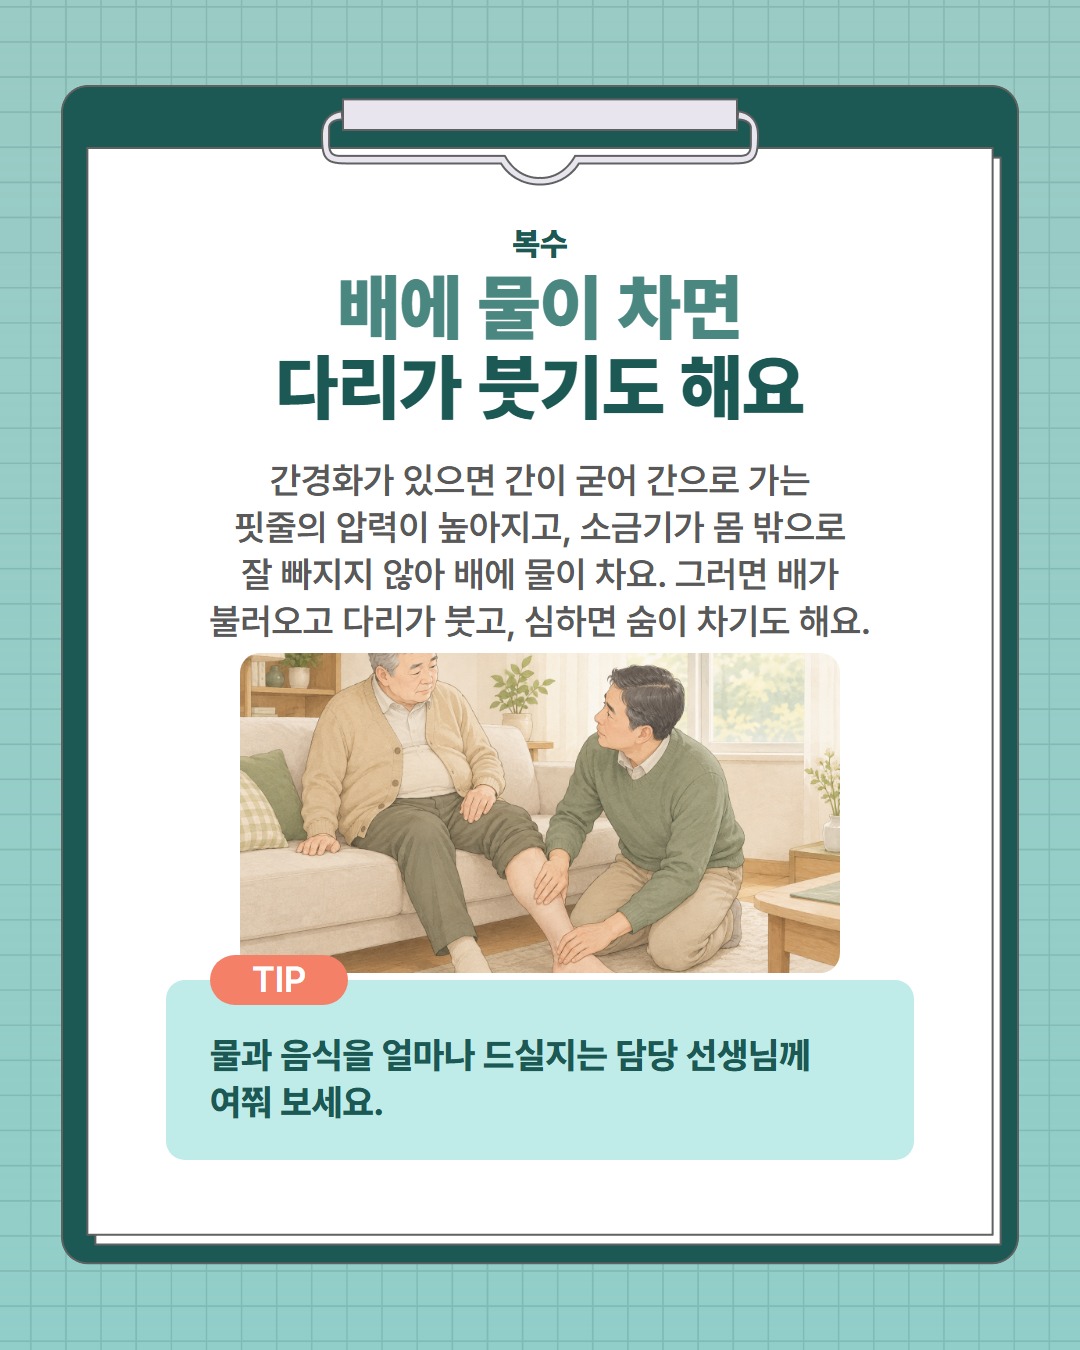 복수
배에 물이 차면
다리가 붓기도 해요
간경화가 있으면 간이 굳어 간으로 가는
핏줄의 압력이 높아지고, 소금기가 몸 밖으로
잘 빠지지 않아 배에 물이 차요. 그러면 배가
불러오고 다리가 붓고, 심하면 숨이 차기도 해요.
TIP
물과 음식을 얼마나 드실지는 담당 선생님께
여쭤 보세요.